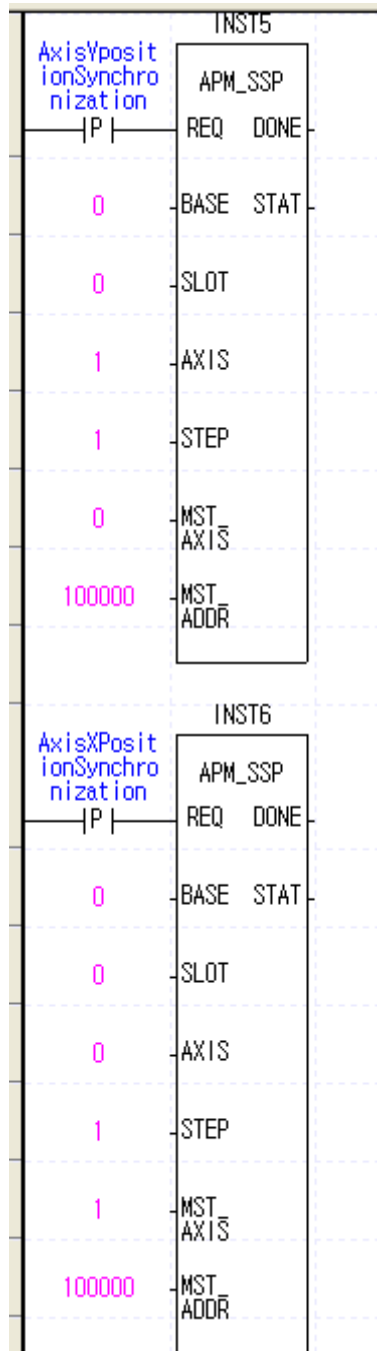 INST5
AxisYposit
ionSynchro
nization
APM_SSP
P
REQ DONE
0 BASE STAT
0 SLOT
1 AXIS
1 STEP
0 MST_
AXIS
100000 MST_
ADDR
INST6
AxisXPosit
ionSynchro
nization
APM_SSP
P
REQ DONE
0 BASE STAT
0 SLOT
0 AXIS
1 STEP
1 MST_
AXIS
100000 MST_
ADDR